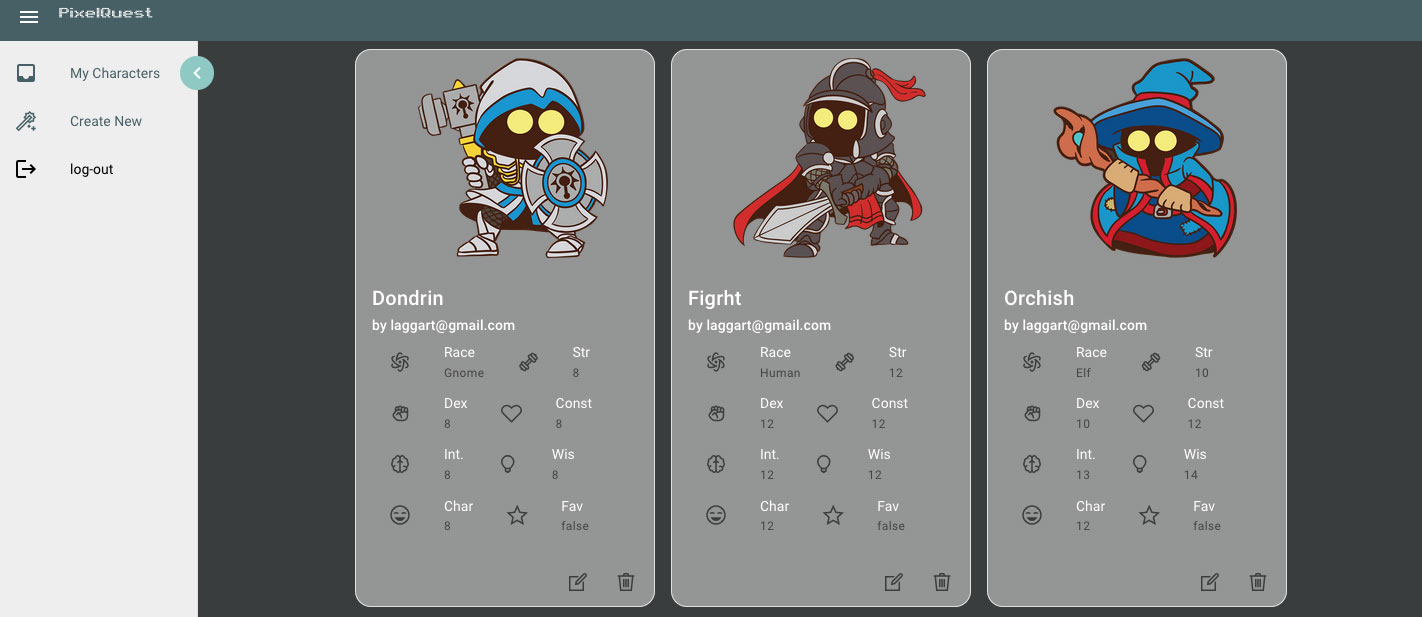 PixelQuest
My Characters
Create New
log-out
Dondrin
by laggart@gmail.com
Race Str
Gnome 8
Dex Const
8 8
Int. Wis
8 8
Char Fav
8 false
Figrht
by laggart@gmail.com
Race Str
Human 12
Dex Const
12 12
Int. Wis
12 12
Char Fav
12 false
Orchish
by laggart@gmail.com
Race Str
Elf 10
Dex Const
10 12
Int. Wis
13 14
Char Fav
12 false